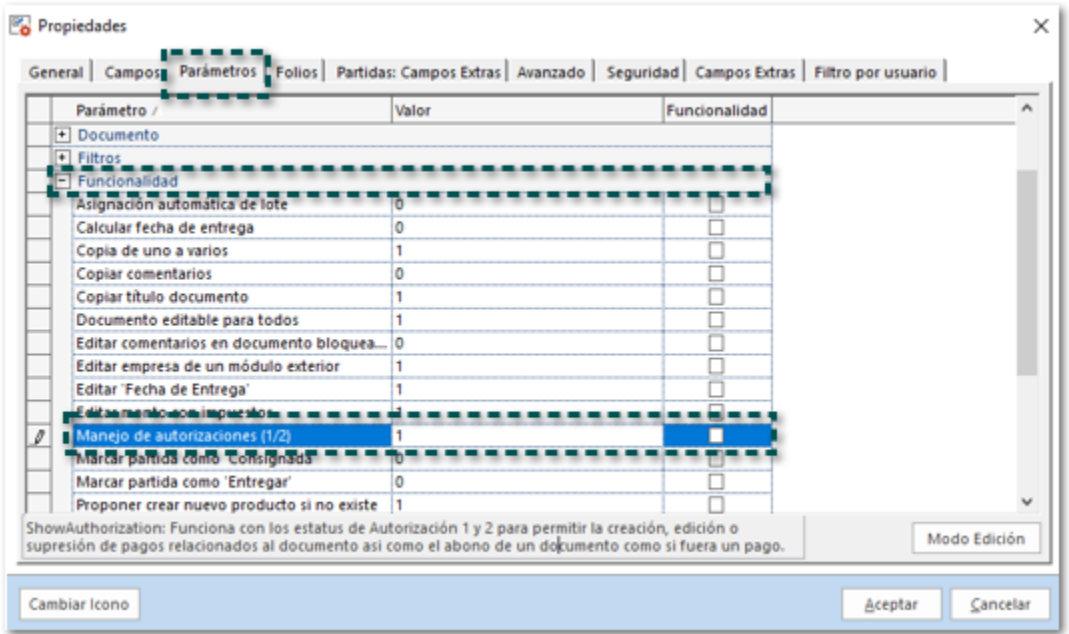 Propiedades
General Campos Parámetros Folios Partidas: Campos Extras Avanzado Seguridad Campos Extras Filtro por usuario
Parámetro Valor Funcionalidad
Documento
Filtros
Funcionalidad
Asignación automática de lote 0
Calcular fecha de entrega 0
Copia de uno a varios 1
Copiar comentarios 0
Copiar título documento 1
Documento editable para todos 1
Editar comentarios en documento bloquea... 0
Editar empresa de un módulo exterior 1
Editar 'Fecha de Entrega' 1
Editar monto con impuestos 1
Manejo de autorizaciones (1/2) 1
Marcar partida como 'Consignada' 0
Marcar partida como 'Entregar' 0
Proponer crear nuevo producto si no existe 1
ShowAuthorization: Funciona con los estatus de Autorización 1 y 2 para permitir la creación, edición o
supresión de pagos relacionados al documento asi como el abono de un documento como si fuera un pago.
Modo Edición
Cambiar Icono Aceptar Cancelar